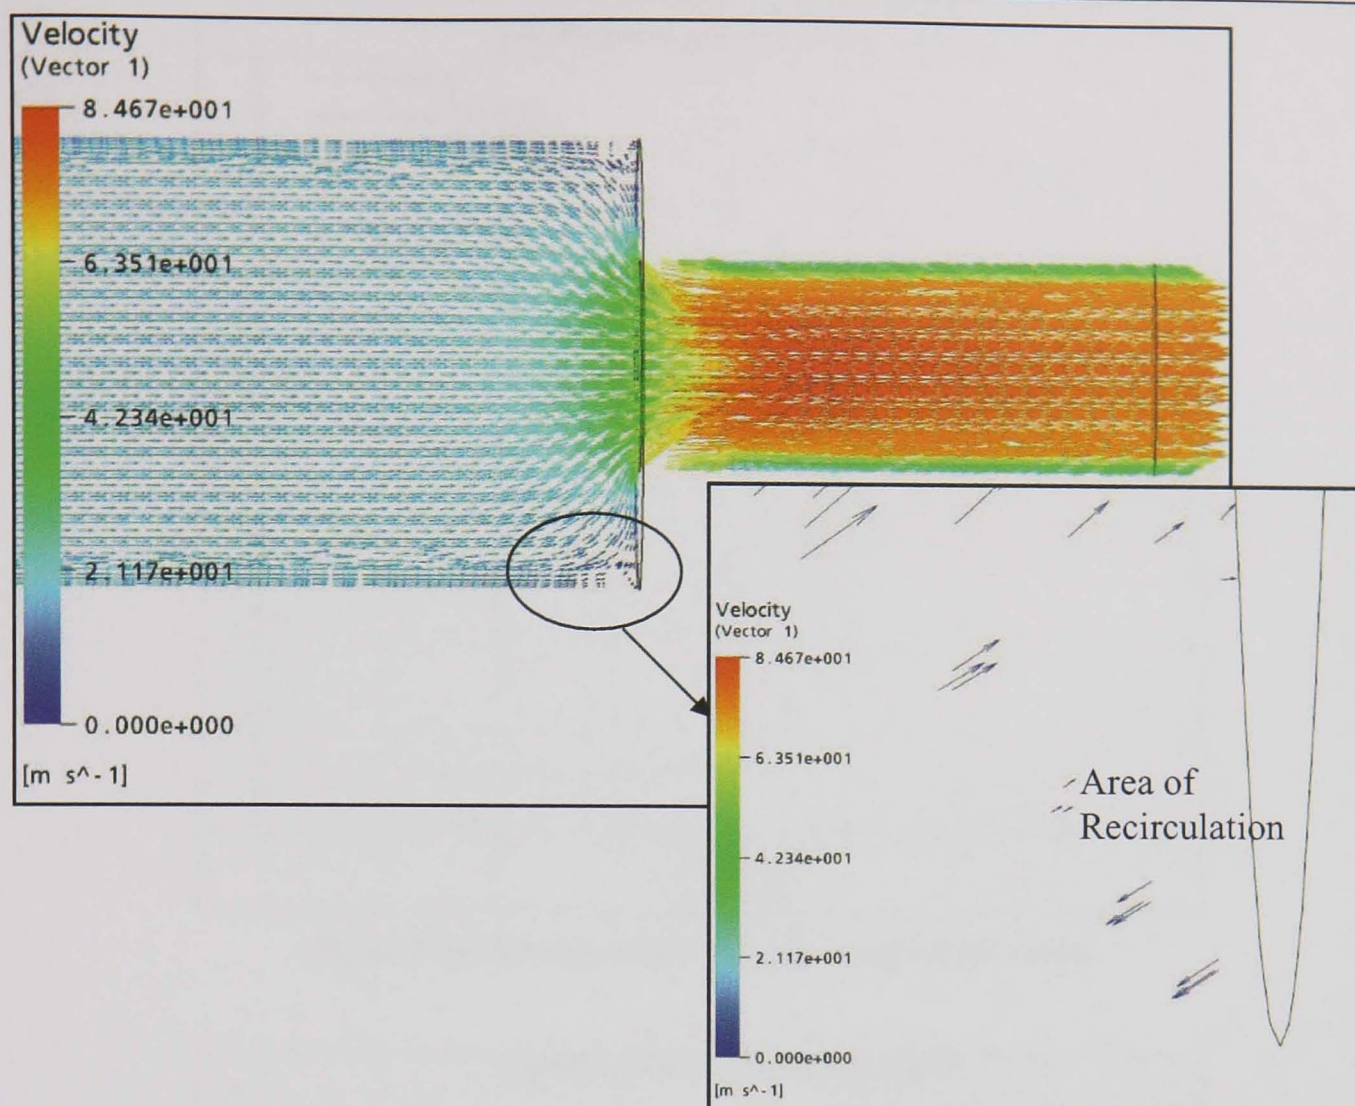 Velocity
(Vector 1)
8.467e+001
6.351e+001
4.234e+001
2.117e+001
0.000e+000
[m s^-1]
Velocity
(Vector 1)
8.467e+001
6.351e+001
4.234e+001
2.117e+001
0.000e+000
[m s^-1]
Area of
Recirculation